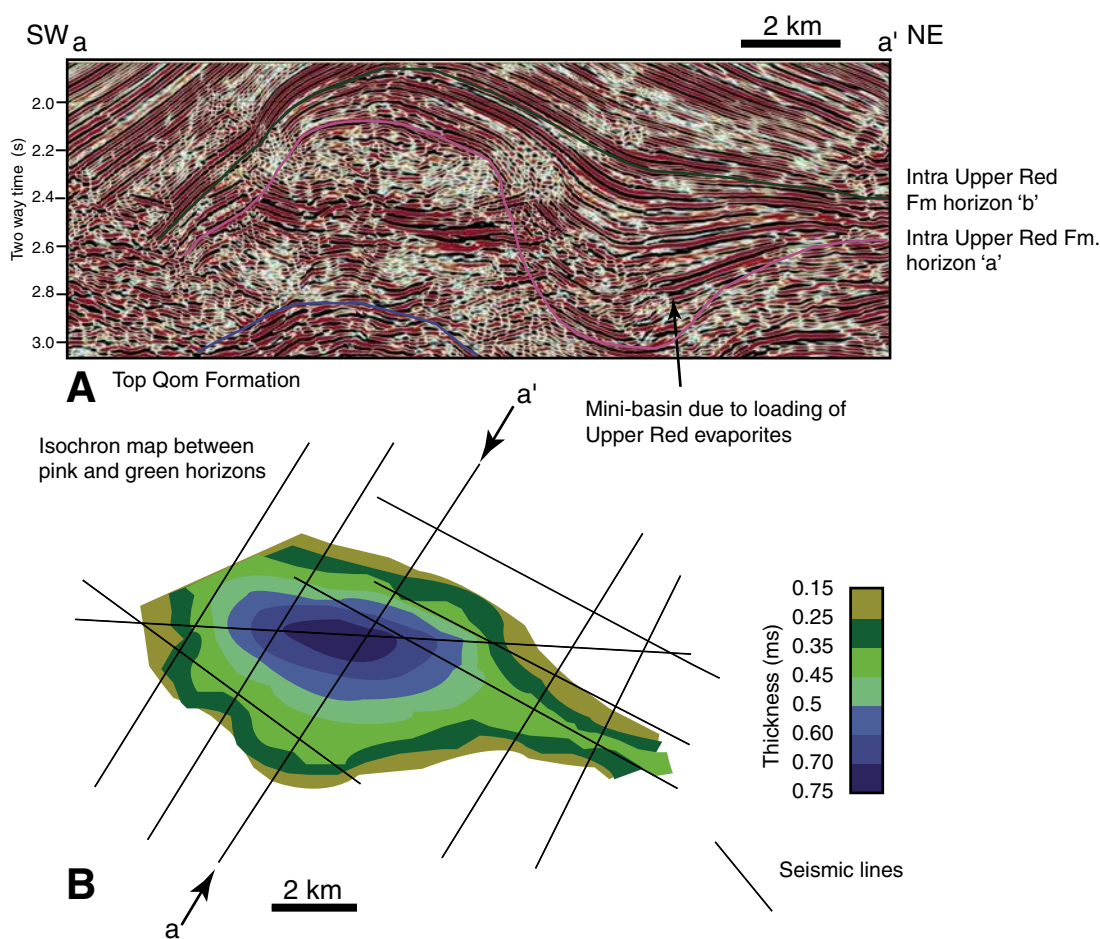 SW a
2 km
a' NE
Two way time (s)
2.0
2.2
2.4
2.6
2.8
3.0
Intra Upper Red
Fm horizon 'b'
Intra Upper Red Fm.
horizon 'a'
A Top Qom Formation
Mini-basin due to loading of
Upper Red evaporites
Isochron map between
pink and green horizons
a'
Thickness (ms)
0.15
0.25
0.35
0.45
0.5
0.60
0.70
0.75
Seismic lines
B
2 km
a